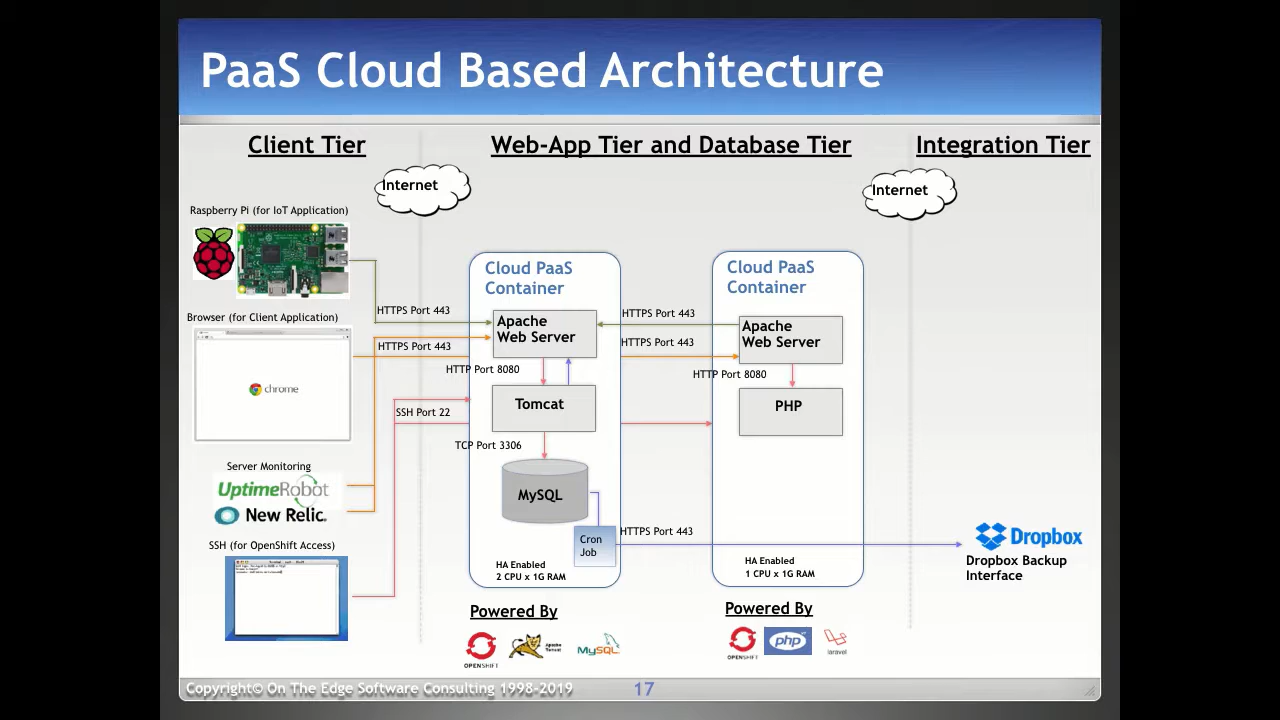 PaaS Cloud Based Architecture
Client Tier
Web-App Tier and Database Tier
Integration Tier
Internet
Internet
Raspberry Pi (for IoT Application)
Browser (for Client Application)
chrome
Server Monitoring
UptimeRobot
New Relic.
SSH (for OpenShift Access)
HTTPS Port 443
HTTPS Port 443
SSH Port 22
Cloud PaaS
Container
Apache
Web Server
HTTP Port 8080
Tomcat
TCP Port 3306
MySQL
Cron
Job
HA Enabled
2 CPU x 1G RAM
HTTPS Port 443
HTTPS Port 443
HTTPS Port 443
Cloud PaaS
Container
Apache
Web Server
HTTP Port 8080
PHP
HA Enabled
1 CPU x 1G RAM
Dropbox
Dropbox Backup
Interface
Powered By
OPENSHIFT
Apache
Tomcat
MySQL
Powered By
OPENSHIFT
php
laravel
Copyright© On The Edge Software Consulting 1998-2019
17